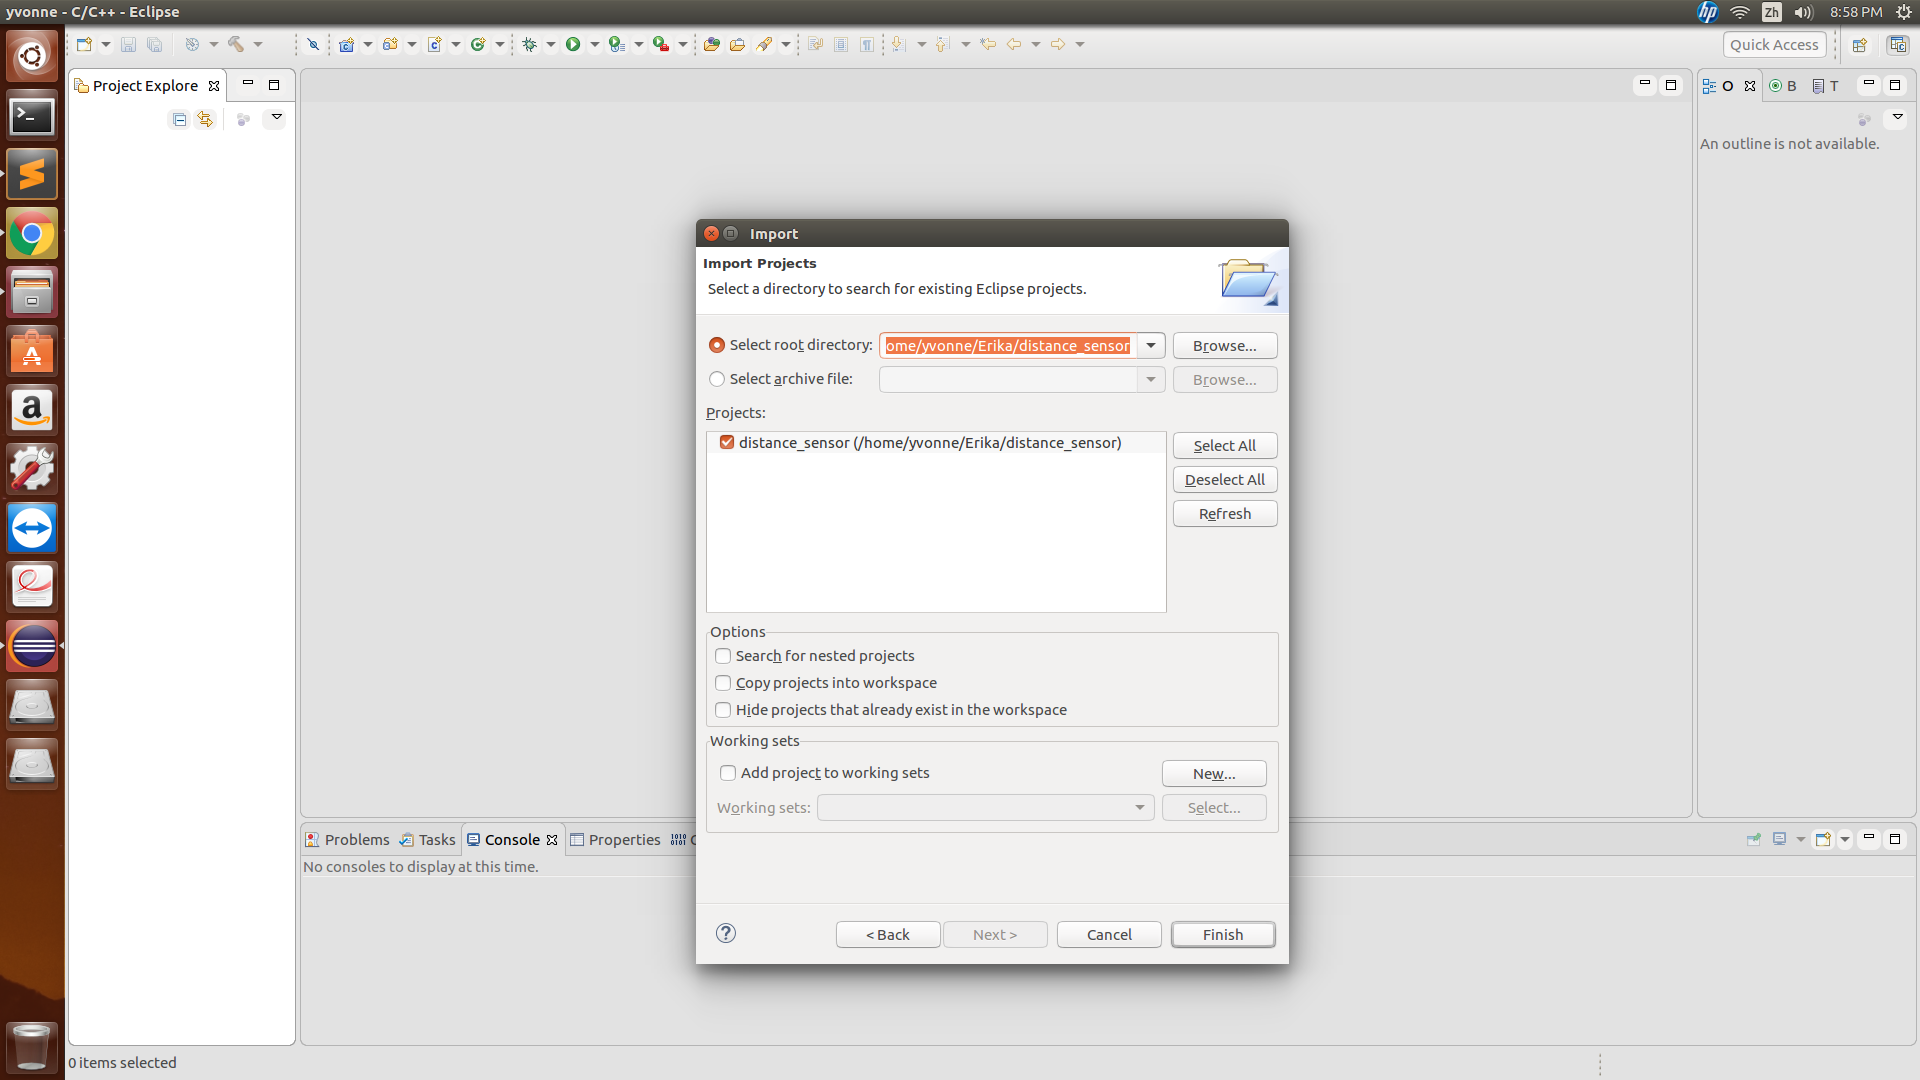 yvonne - C/C++ - Eclipse
Zh
8:58 PM
Quick Access
Project Explore
O
B
T
An outline is not available.
Import
Import Projects
Select a directory to search for existing Eclipse projects.
Select root directory:
ome/yvonne/Erika/distance_sensor
Browse...
Select archive file:
Browse...
Projects:
distance_sensor (/home/yvonne/Erika/distance_sensor)
Select All
Deselect All
Refresh
Options
Search for nested projects
Copy projects into workspace
Hide projects that already exist in the workspace
Working sets
Add project to working sets
New...
Working sets:
Select...
Problems
Tasks
Console
Properties
No consoles to display at this time.
< Back
Next >
Cancel
Finish
0 items selected